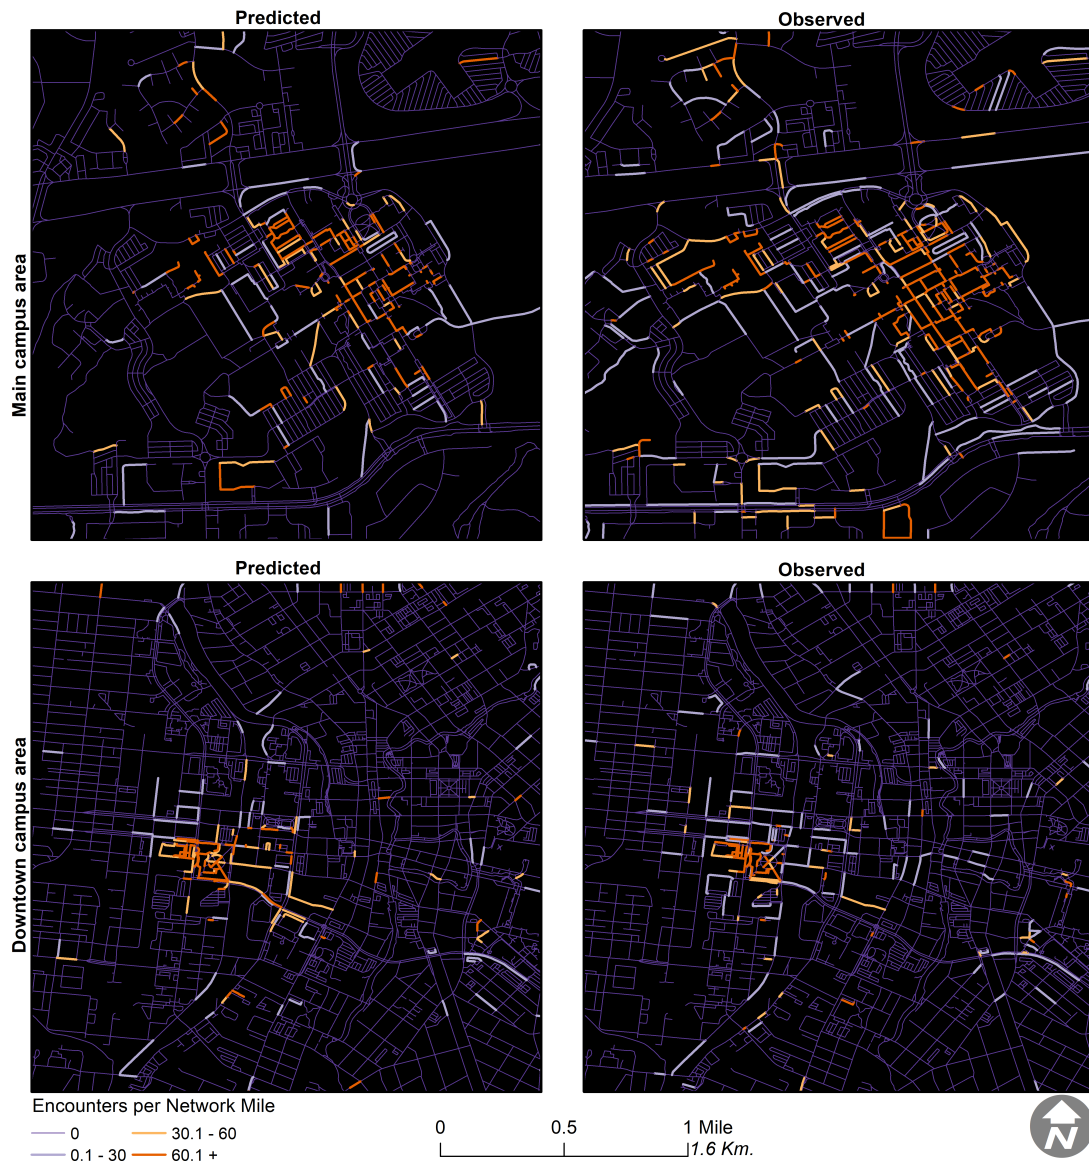 Predicted
Observed
Main campus area
Predicted
Observed
Downtown campus area
Encounters per Network Mile
0
30.1 - 60
0.1 - 30
60.1 +
0
0.5
1 Mile
1.6 Km.
N